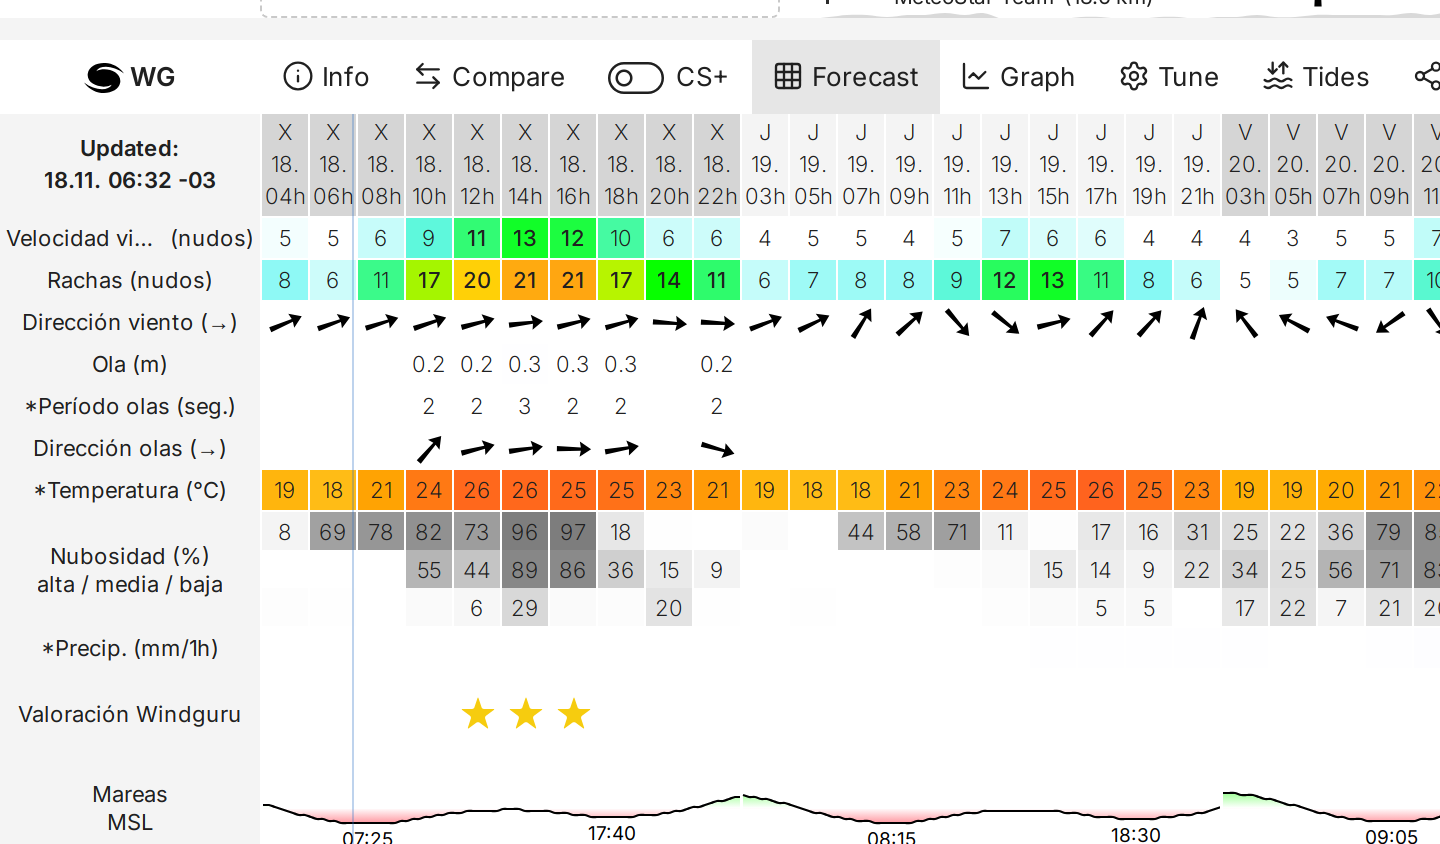 WG Info Compare CS+ Forecast Graph Tune Tides
Updated:
18.11. 06:32 -03
X X X X X X X X X X J J J J J J J J J J V V V V V
18. 18. 18. 18. 18. 18. 18. 18. 18. 18. 19. 19. 19. 19. 19. 19. 19. 19. 19. 19. 20. 20. 20. 20.
04h 06h 08h 10h 12h 14h 16h 18h 20h 22h 03h 05h 07h 09h 11h 13h 15h 17h 19h 21h 03h 05h 07h 09h
Velocidad vi... (nudos) 5 5 6 9 11 13 12 10 6 6 4 5 5 4 5 7 6 6 4 4 4 3 5 5 7
Rachas (nudos) 8 6 11 17 20 21 21 17 14 11 6 7 8 8 9 12 13 11 8 6 5 5 7 7 10
Dirección viento (→)
Ola (m) 0.2 0.2 0.3 0.3 0.3 0.2
*Período olas (seg.) 2 2 3 2 2 2
Dirección olas (→)
*Temperatura (°C) 19 18 21 24 26 26 25 25 23 21 19 18 18 21 23 24 25 26 25 23 19 19 20 21
8 69 78 82 73 96 97 18 44 58 71 11 17 16 31 25 22 36 79
Nubosidad (%)
alta / media / baja
55 44 89 86 36 15 9 15 14 9 22 34 25 56 71
6 29 20 5 5 17 22 7 21
*Precip. (mm/1h)
Valoración Windguru
Mareas
MSL
07:25 17:40 08:15 18:30 09:05